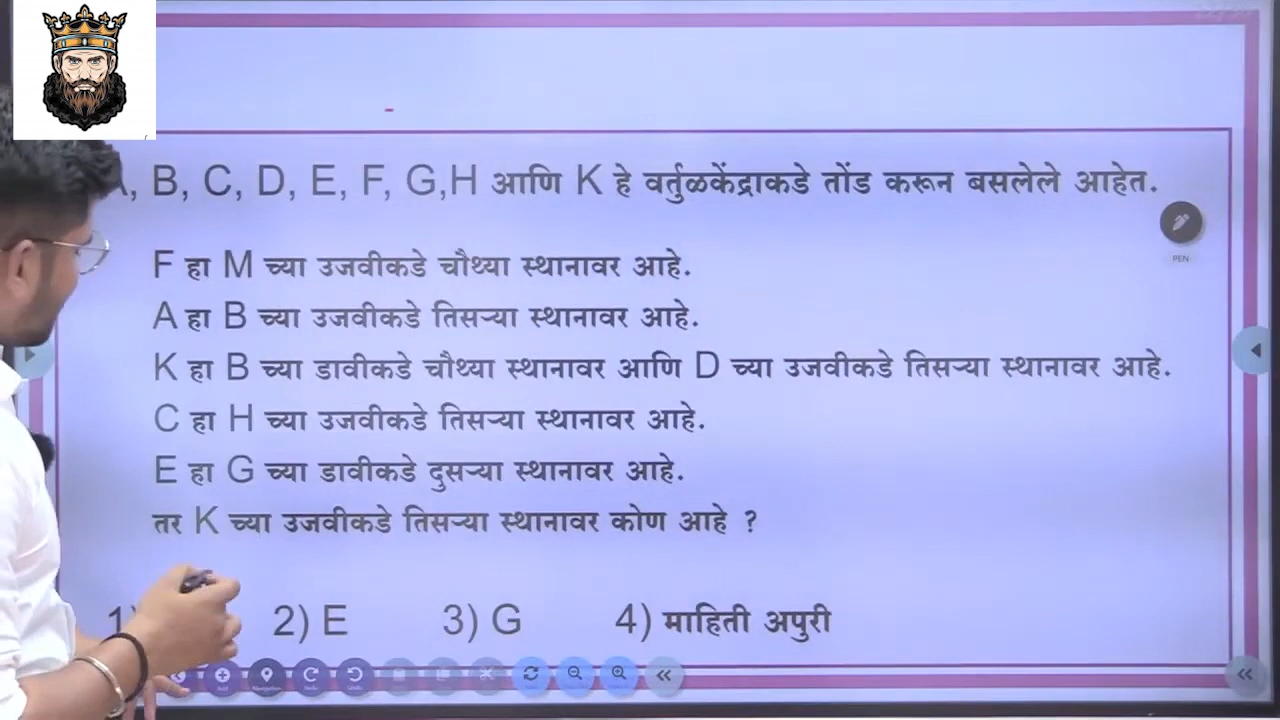 , B, C, D, E, F, G,H आणि K हे वर्तुळकेंद्राकडे तोंड करून बसलेले आहेत.
PEN
F हा M च्या उजवीकडे चौथ्या स्थानावर आहे.
A हा B च्या उजवीकडे तिसऱ्या स्थानावर आहे.
K हा B च्या डावीकडे चौथ्या स्थानावर आणि D च्या उजवीकडे तिसऱ्या स्थानावर आहे.
C हा H च्या उजवीकडे तिसऱ्या स्थानावर आहे.
E हा G च्या डावीकडे दुसऱ्या स्थानावर आहे.
तर K च्या उजवीकडे तिसऱ्या स्थानावर कोण आहे ?
1) 2) E 3) G 4) माहिती अपुरी